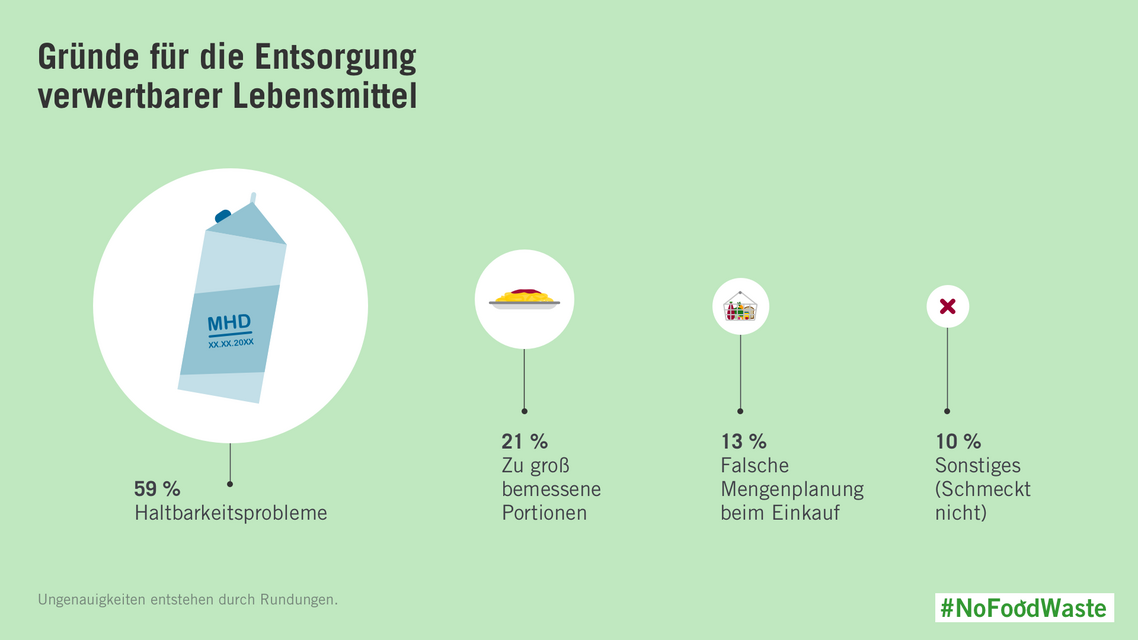 Gründe für die Entsorgung
verwertbarer Lebensmittel
MHD
XX.XX.20XX
59 %
Haltbarkeitsprobleme
21 %
Zu groß
bemessene
Portionen
13 %
Falsche
Mengenplanung
beim Einkauf
10 %
Sonstiges
(Schmeckt
nicht)
Ungenauigkeiten entstehen durch Rundungen.
#NoFoodWaste